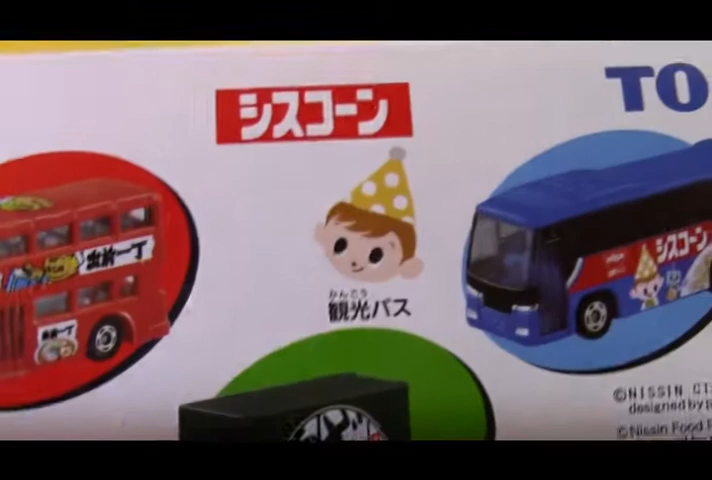 シスコーン
TO
出前一丁
シスコーン
かんこう
観光バス
出前一丁
©NISSIN CI
designed by
©Nissin Food